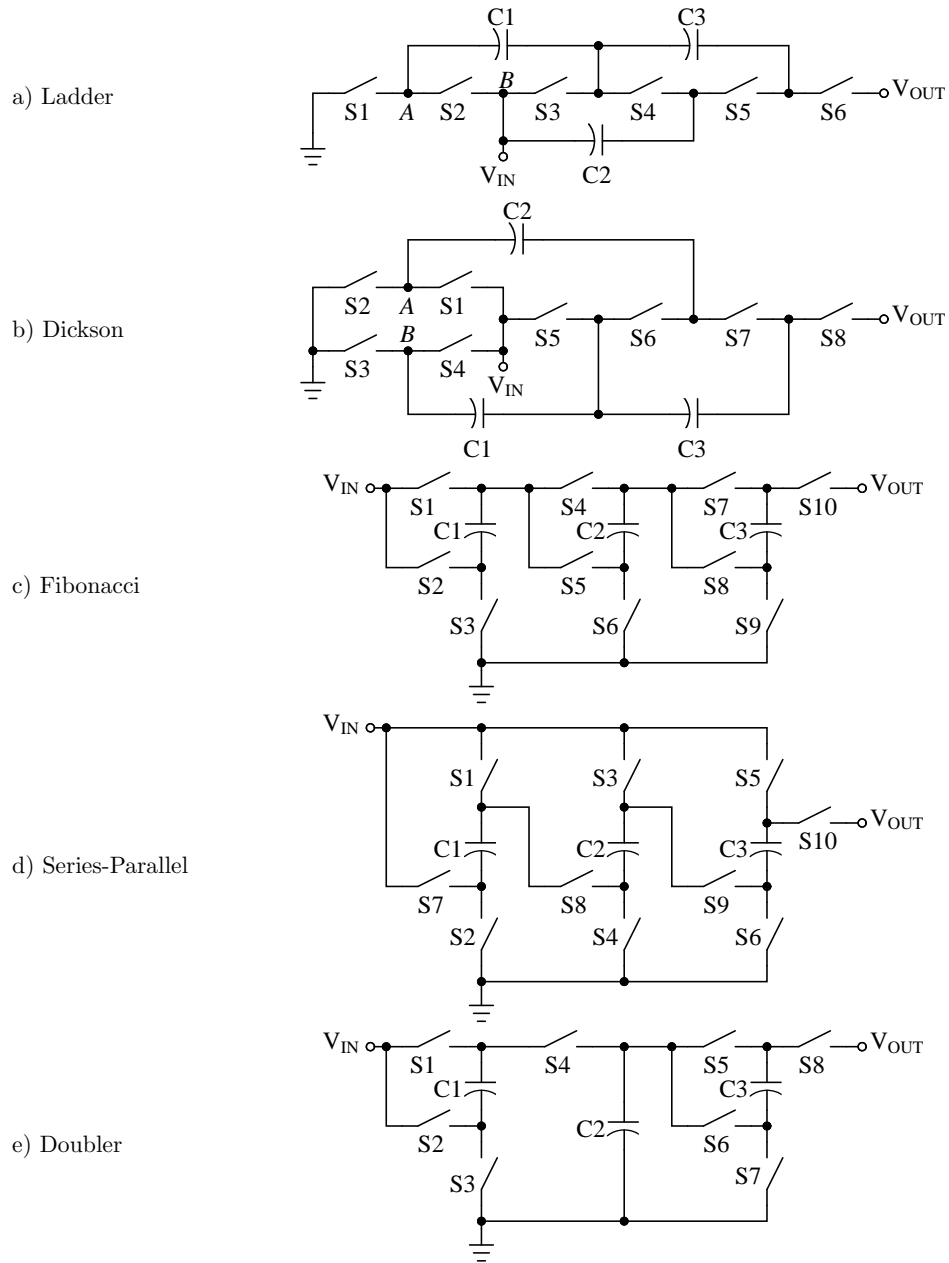 C1 C3
a) Ladder
S1 A S2 B S3 S4 S5 S6 VOUT
VIN C2
C2
S2 A S1
b) Dickson
S5 S6 S7 S8 VOUT
S3 B S4
VIN
C1 C3
VIN S1 S4 S7 S10 VOUT
C1 C2 C3
S2 S5 S8
c) Fibonacci
S3 S6 S9
VIN
S1 S3 S5
S10 VOUT
C1 C2 C3
d) Series-Parallel
S7 S8 S9
S2 S4 S6
VIN S1 S4 S5 S8 VOUT
C1 C3
S2 C2 S6
e) Doubler
S3 S7